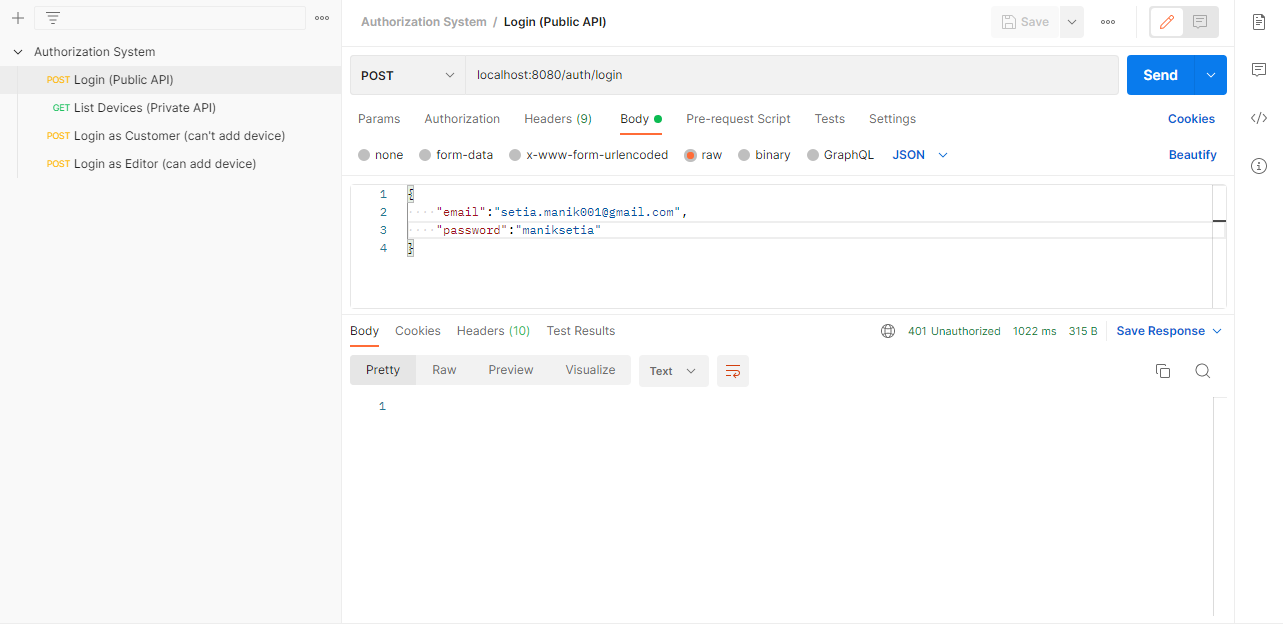 Authorization System / Login (Public API)
Save
Authorization System
POST Login (Public API)
GET List Devices (Private API)
POST Login as Customer (can't add device)
POST Login as Editor (can add device)
POST
localhost:8080/auth/login
Send
Params Authorization Headers (9) Body Pre-request Script Tests Settings Cookies
none form-data x-www-form-urlencoded raw binary GraphQL JSON Beautify
1 {
2 "email":"setia.manik001@gmail.com",
3 "password":"maniksetia"
4 }
Body Cookies Headers (10) Test Results 401 Unauthorized 1022 ms 315 B Save Response
Pretty Raw Preview Visualize Text
1